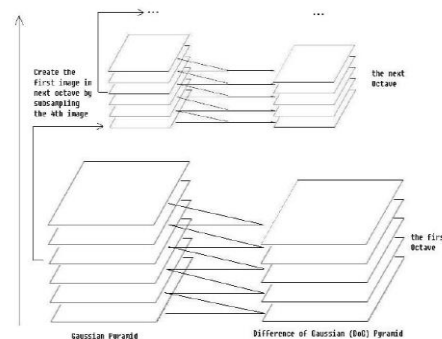 ...
...
Create the
first image in
next octave by
subsampling
the 4th image
the next
Octave
the first
Octave
Gaussian Pyramid
Difference of Gaussian (DoG) Pyramid